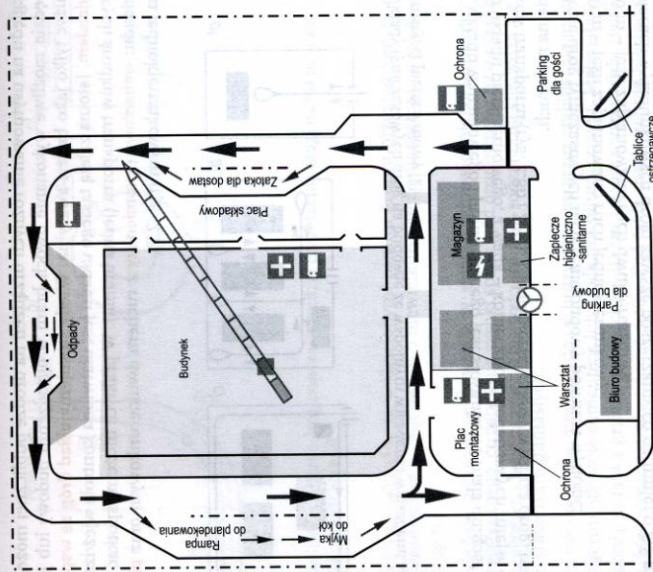 Odpady
Zatoka dla dostaw
Plac składowy
Budynek
Ochrona
Parking
dla gości
Tablice
ostrzegawcze
Magazyn
Zaplecze
higieniczno
-sanitarne
Parking
dla budowy
Biuro budowy
Warsztat
Plac
montażowy
Ochrona
Rampa
do plandekowania
Myjka
do kół